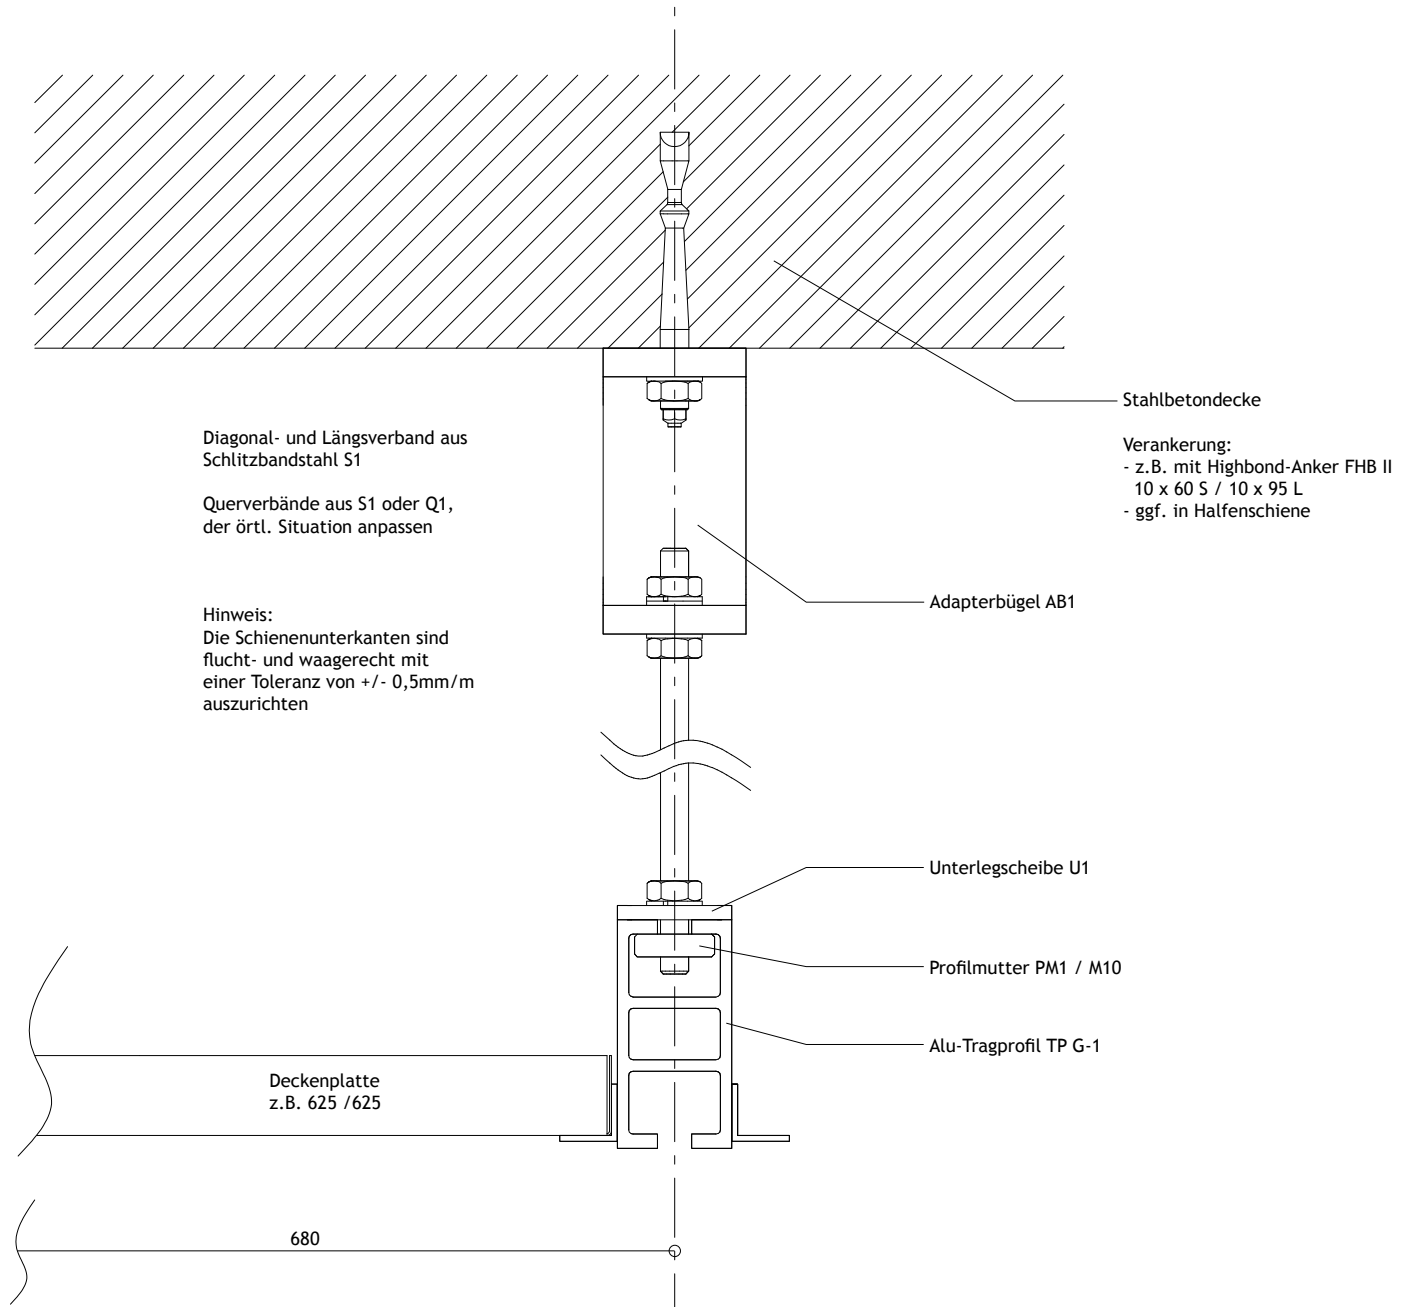 Diagonal- und Längsverband aus
Schlitzbandstahl S1
Querverbände aus S1 oder Q1,
der örtl. Situation anpassen
Hinweis:
Die Schienenunterkanten sind
flucht- und waagerecht mit
einer Toleranz von +/- 0,5mm/m
auszurichten
Stahlbetondecke
Verankerung:
- z.B. mit Highbond-Anker FHB II
10 x 60 S / 10 x 95 L
- ggf. in Halfenschiene
Adapterbügel AB1
Unterlegscheibe U1
Profilmutter PM1 / M10
Alu-Tragprofil TP G-1
Deckenplatte
z.B. 625 /625
680